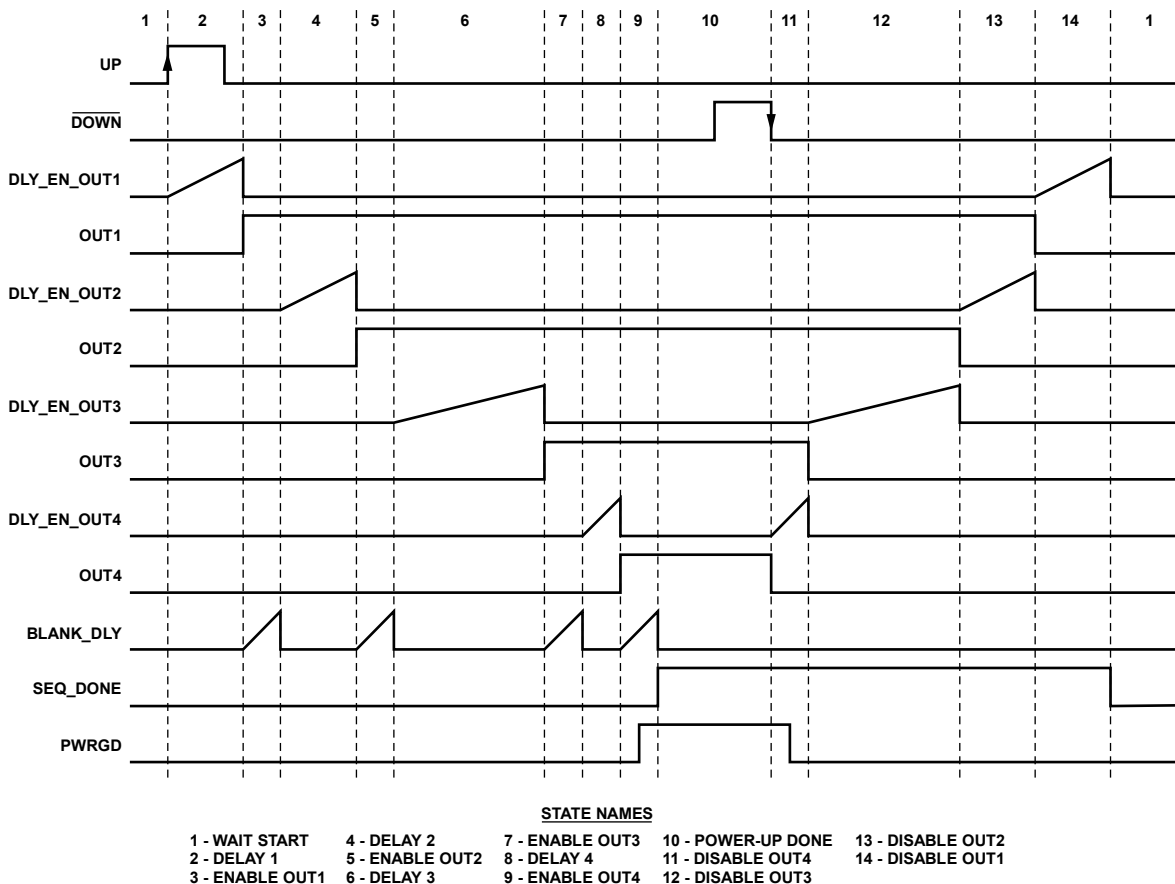 1 2 3 4 5 6 7 8 9 10 11 12 13 14 1
UP
DOWN
DLY_EN_OUT1
OUT1
DLY_EN_OUT2
OUT2
DLY_EN_OUT3
OUT3
DLY_EN_OUT4
OUT4
BLANK_DLY
SEQ_DONE
PWRGD
STATE NAMES
1 - WAIT START 4 - DELAY 2 7 - ENABLE OUT3 10 - POWER-UP DONE 13 - DISABLE OUT2
2 - DELAY 1 5 - ENABLE OUT2 8 - DELAY 4 11 - DISABLE OUT4 14 - DISABLE OUT1
3 - ENABLE OUT1 6 - DELAY 3 9 - ENABLE OUT4 12 - DISABLE OUT3